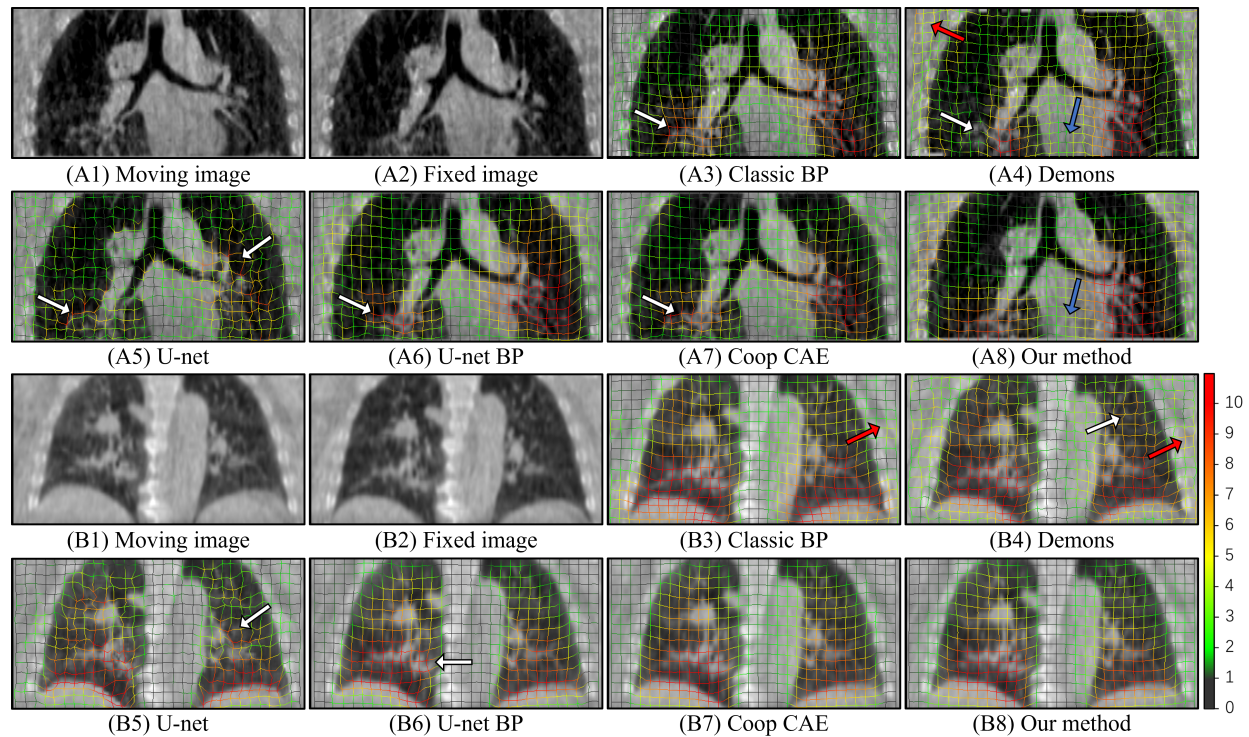 (A1) Moving image
(A2) Fixed image
(A3) Classic BP
(A4) Demons
(A5) U-net
(A6) U-net BP
(A7) Coop CAE
(A8) Our method
(B1) Moving image
(B2) Fixed image
(B3) Classic BP
(B4) Demons
(B5) U-net
(B6) U-net BP
(B7) Coop CAE
(B8) Our method
10
9
8
7
6
5
4
3
2
1
0